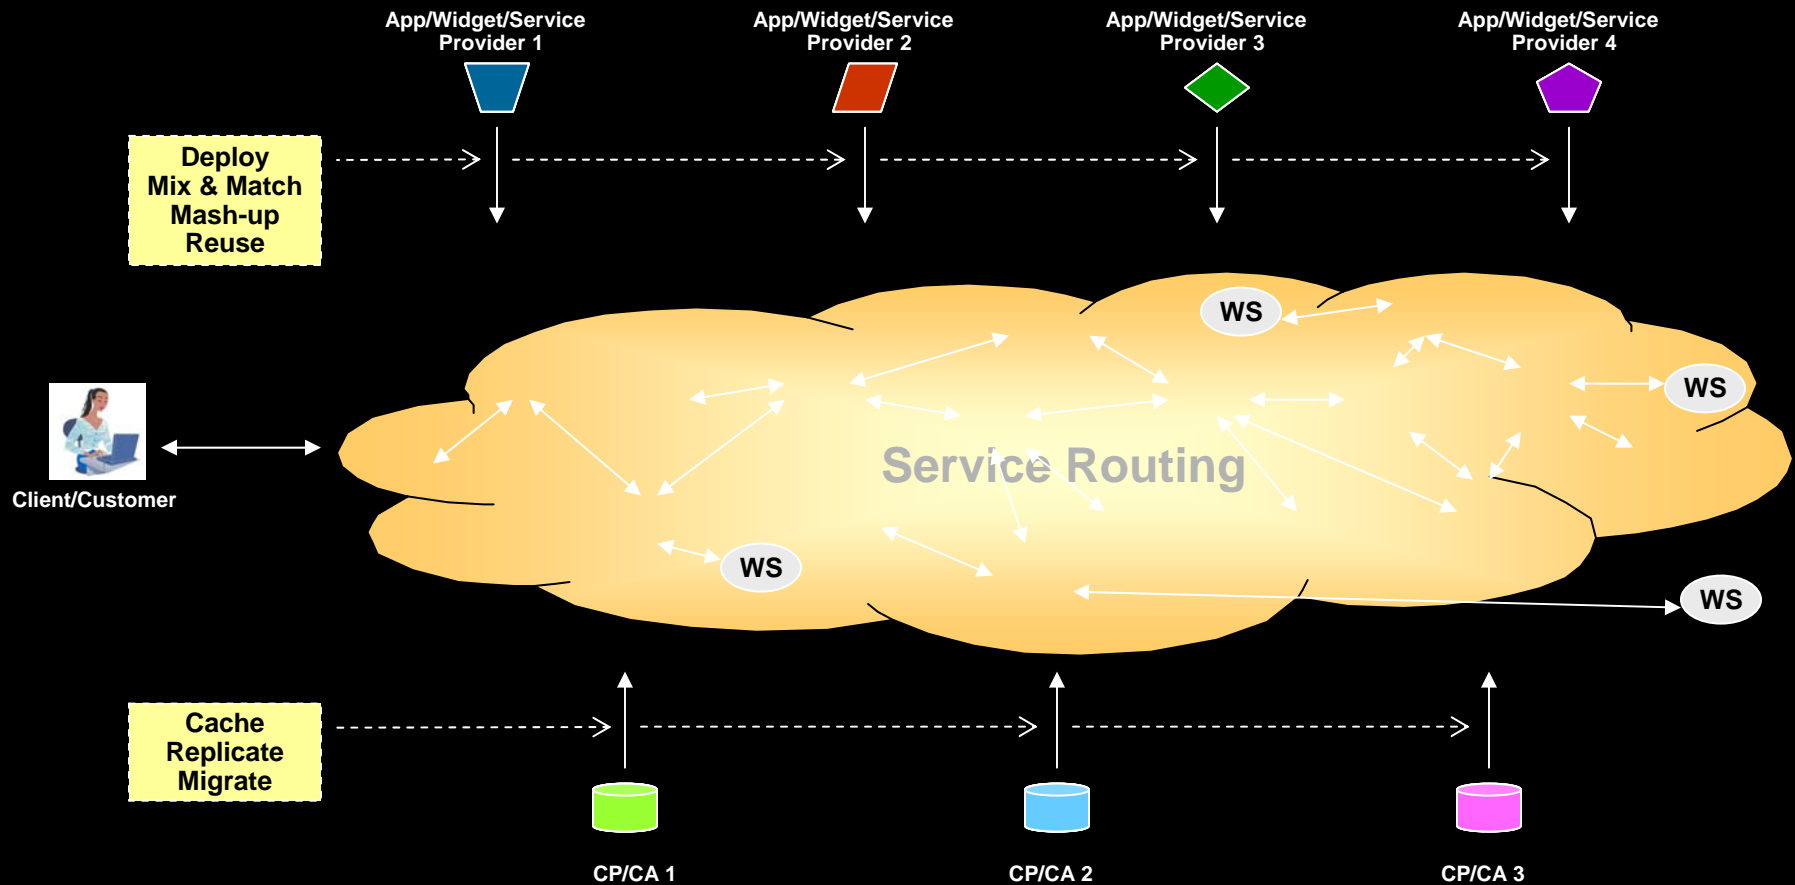 App/Widget/Service
Provider 1
App/Widget/Service
Provider 2
App/Widget/Service
Provider 3
App/Widget/Service
Provider 4
Deploy
Mix & Match
Mash-up
Reuse
WS
WS
Service Routing
Client/Customer
WS
WS
Cache
Replicate
Migrate
CP/CA 1
CP/CA 2
CP/CA 3